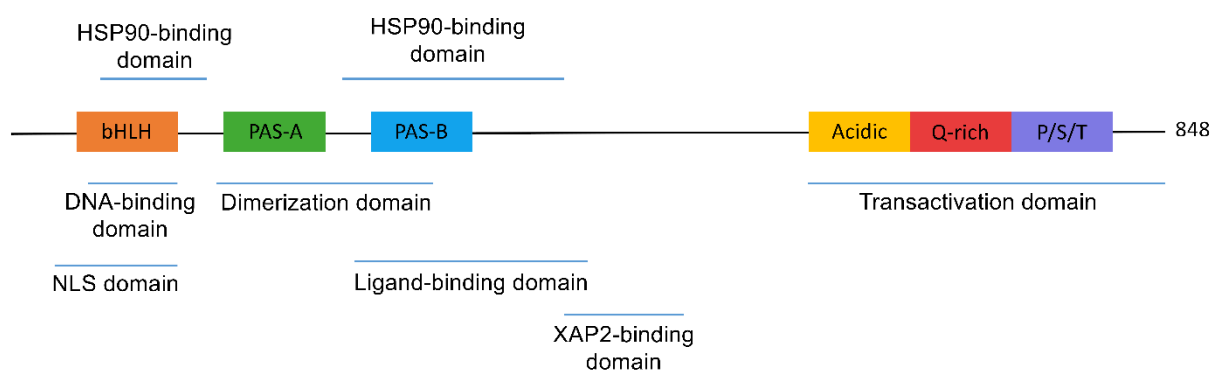 HSP90-binding
domain
HSP90-binding
domain
bHLH
PAS-A
PAS-B
Acidic
Q-rich
P/S/T
848
DNA-binding
domain
Dimerization domain
Transactivation domain
NLS domain
Ligand-binding domain
XAP2-binding
domain